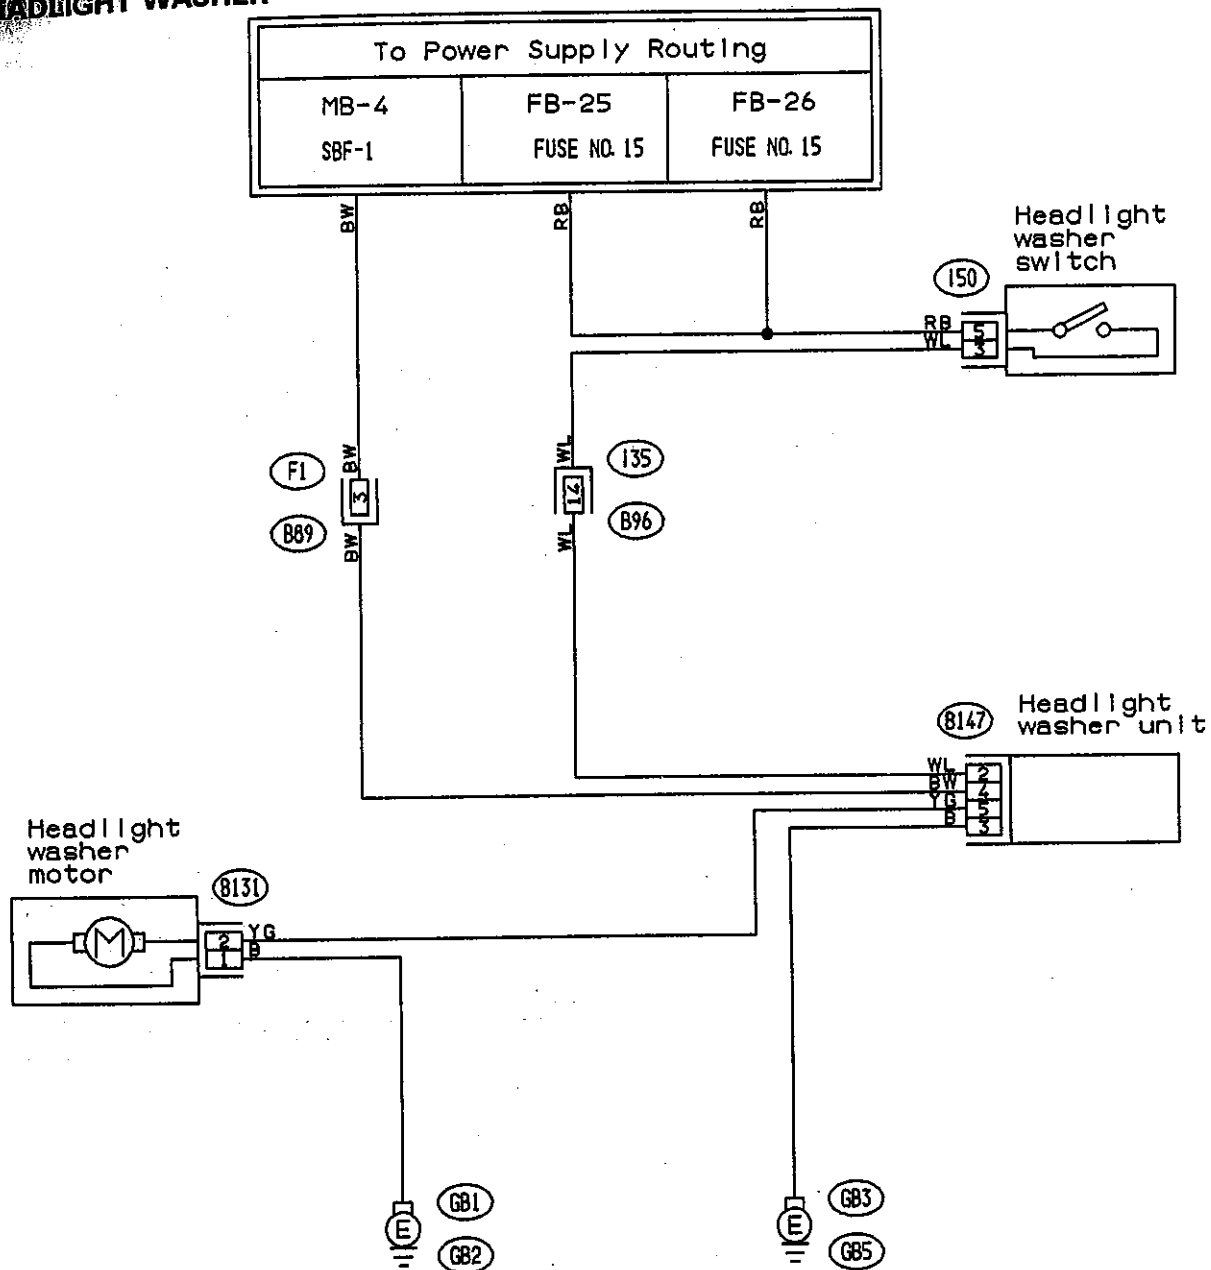 HEADLIGHT WASHER
To Power Supply Routing
MB-4
SBF-1
FB-25
FUSE NO. 15
FB-26
FUSE NO. 15
BW
RB
RB
Headlight
washer
switch
I50
RB
WL
5
3
BW
WL
F1
3
B89
I35
14
B96
BW
WL
Headlight
washer unit
B147
WL
BW
YG
B
2
4
5
3
Headlight
washer
motor
B131
M
2
1
YG
B
E
GB1
GB2
E
GB3
GB5